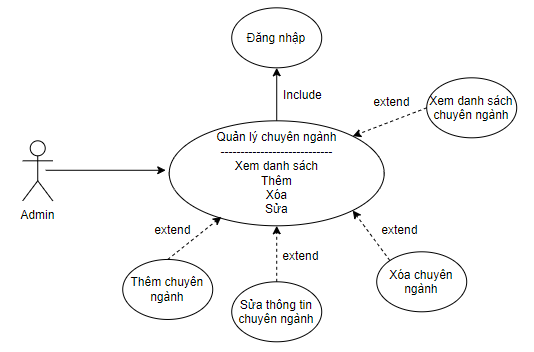 Đăng nhập
Include
extend
Xem danh sách
chuyên ngành
Quản lý chuyên ngành
----------------------------
Xem danh sách
Thêm
Xóa
Sửa
Admin
extend
extend
extend
Thêm chuyên
ngành
Sửa thông tin
chuyên ngành
Xóa chuyên
ngành